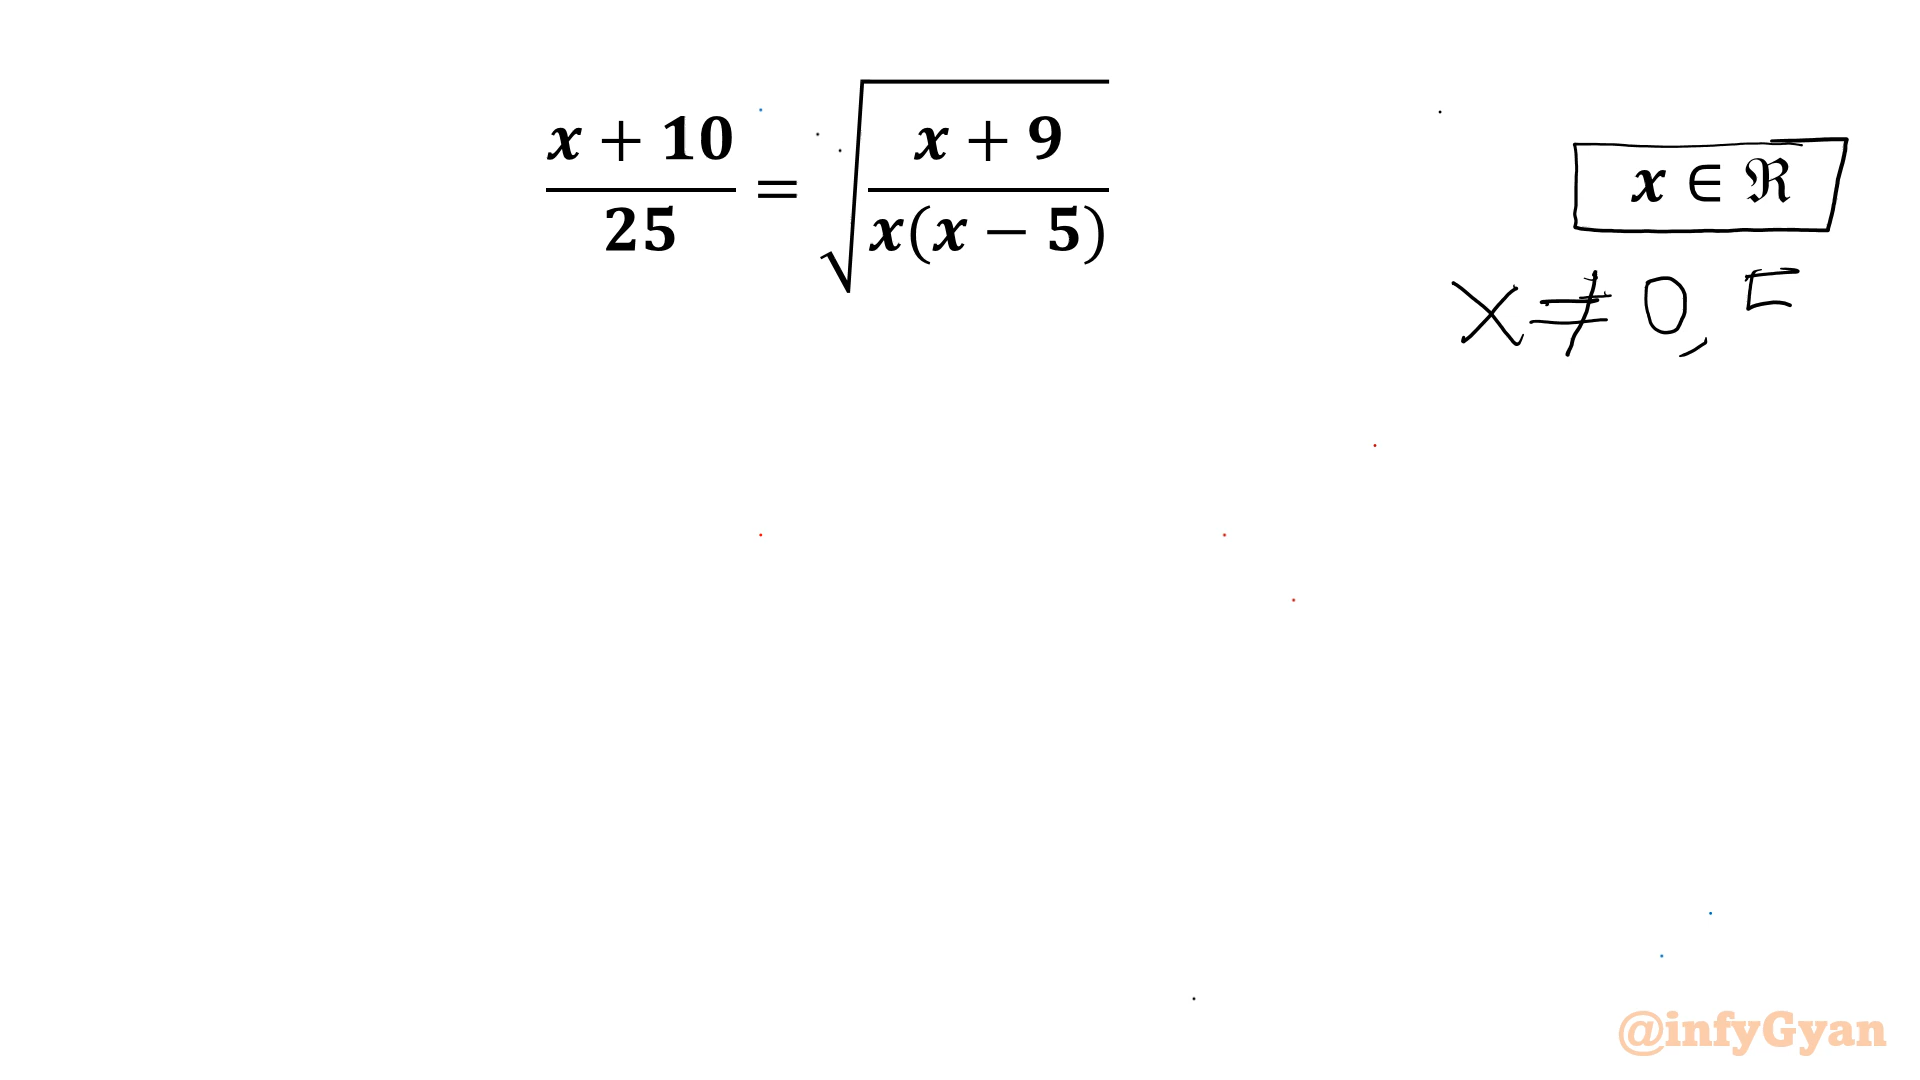 x + 10 / 25 = √((x + 9) / (x(x − 5)))
x ∈ ℜ
x ≠ 0, 5
@infyGyan